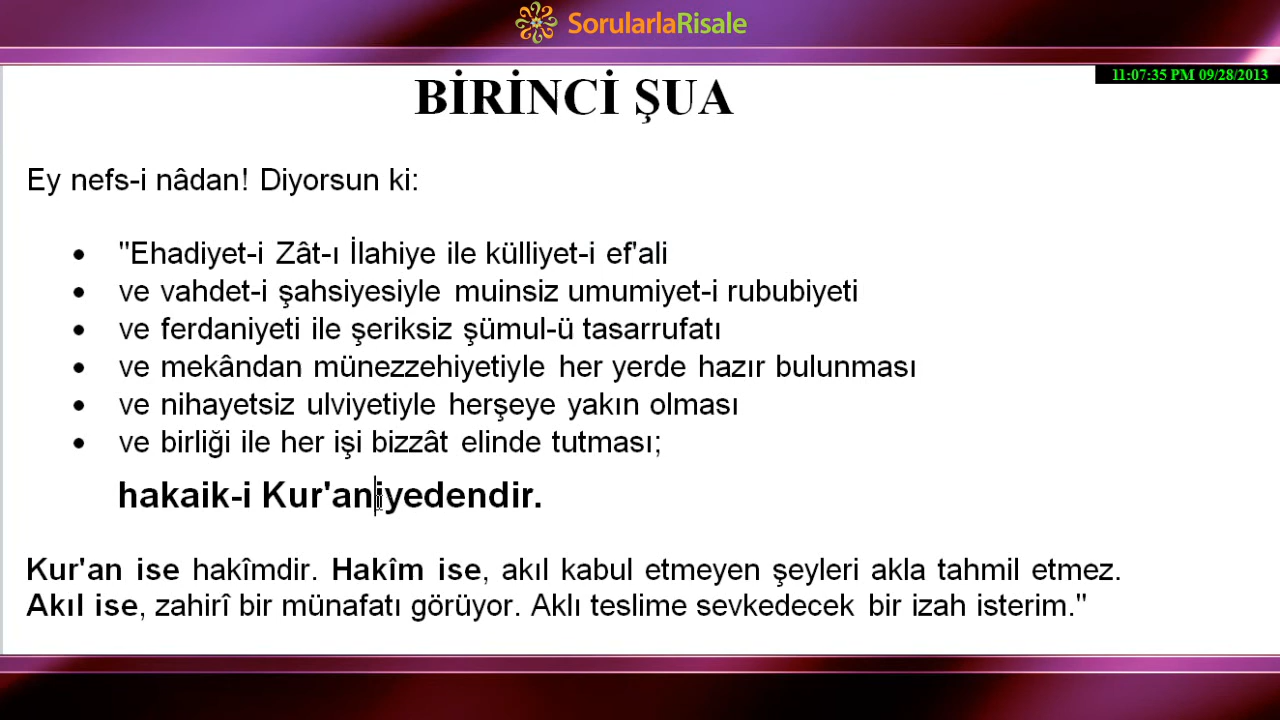 SorularlaRisale
11:07:35 PM 09/28/2013
BİRİNCİ ŞUA
Ey nefs-i nâdan! Diyorsun ki:
• "Ehadiyet-i Zât-ı İlahiye ile külliyet-i ef'ali
• ve vahdet-i şahsiyesiyle muinsiz umumiyet-i rububiyeti
• ve ferdaniyeti ile şeriksiz şümul-ü tasarrufatı
• ve mekândan münezzehiyetiyle her yerde hazır bulunması
• ve nihayetsiz ulviyetiyle herşeye yakın olması
• ve birliği ile her işi bizzât elinde tutması;
hakaik-i Kur'aniyedendir.
Kur'an ise hakîmdir. Hakîm ise, akıl kabul etmeyen şeyleri akla tahmil etmez.
Akıl ise, zahirî bir münafatı görüyor. Aklı teslime sevkedecek bir izah isterim."